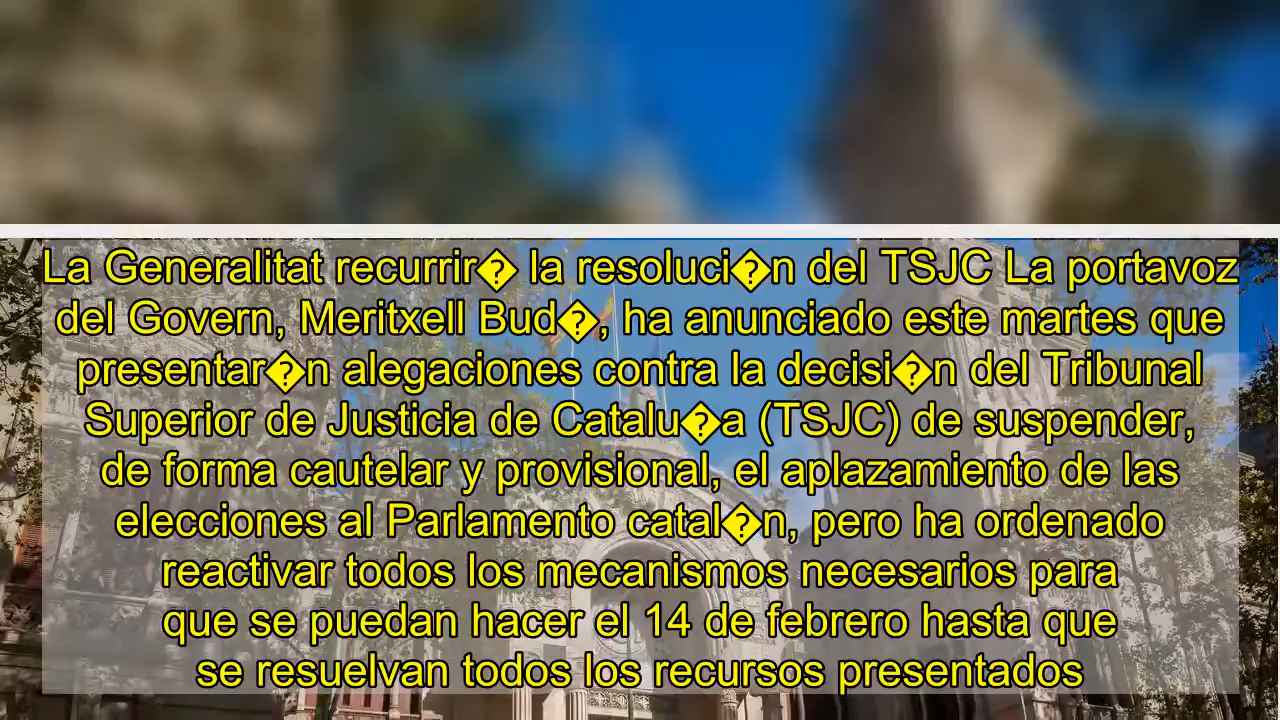 La Generalitat recurrir� la resoluci�n del TSJC La portavoz
del Govern, Meritxell Bud�, ha anunciado este martes que
presentar�n alegaciones contra la decisi�n del Tribunal
Superior de Justicia de Catalu�a (TSJC) de suspender,
de forma cautelar y provisional, el aplazamiento de las
elecciones al Parlamento catal�n, pero ha ordenado
reactivar todos los mecanismos necesarios para
que se puedan hacer el 14 de febrero hasta que
se resuelvan todos los recursos presentados